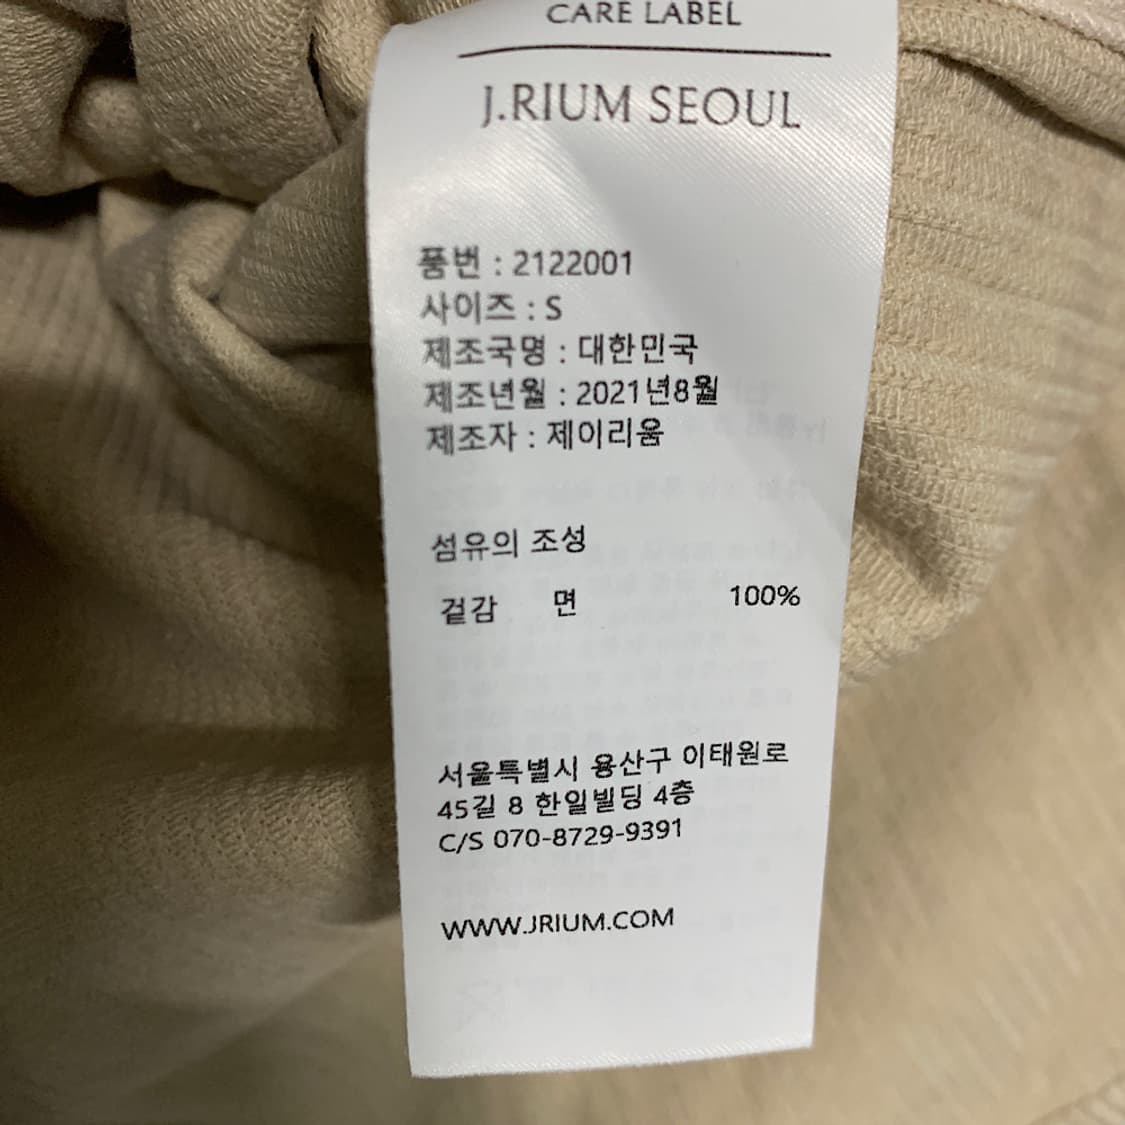 CARE LABEL
J.RIUM SEOUL
품번 : 2122001
사이즈 : S
제조국명 : 대한민국
제조년월 : 2021년8월
제조자 : 제이리움
섬유의 조성
겉감 면 100%
서울특별시 용산구 이태원로
45길 8 한일빌딩 4층
C/S 070-8729-9391
WWW.JRIUM.COM